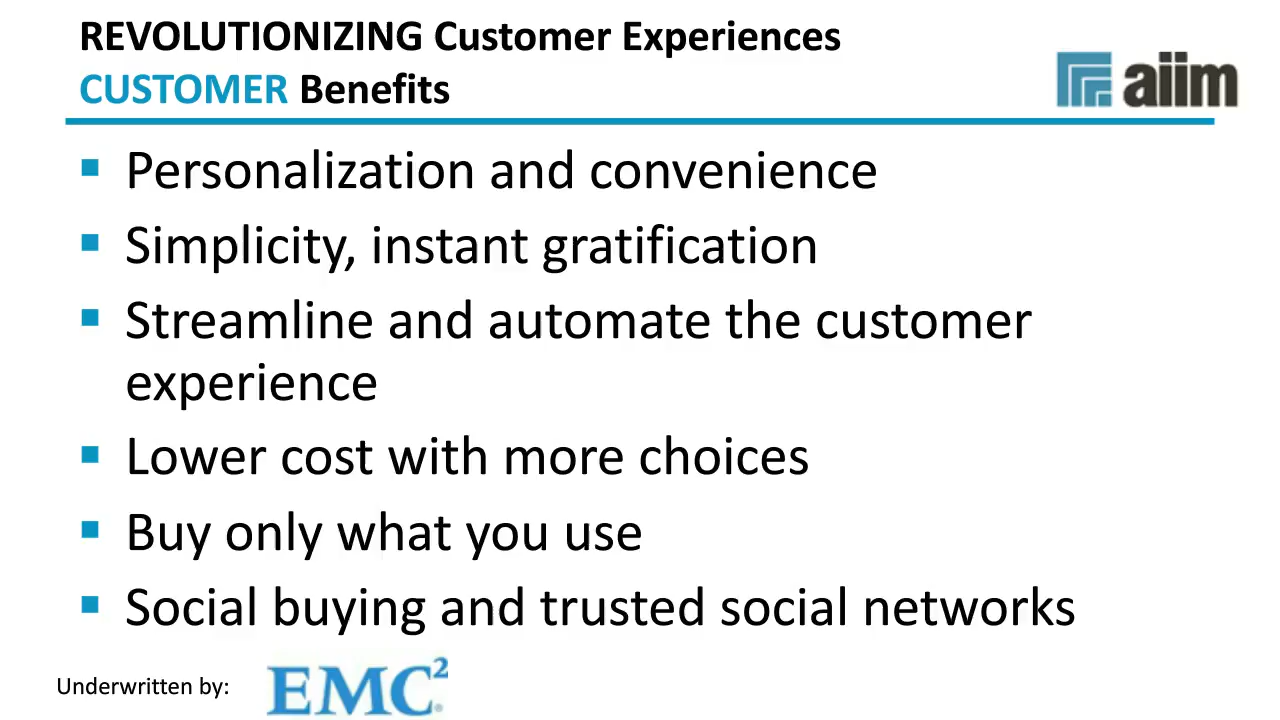 REVOLUTIONIZING Customer Experiences
CUSTOMER Benefits
aiim
▪ Personalization and convenience
▪ Simplicity, instant gratification
▪ Streamline and automate the customer
experience
▪ Lower cost with more choices
▪ Buy only what you use
▪ Social buying and trusted social networks
Underwritten by:
EMC²